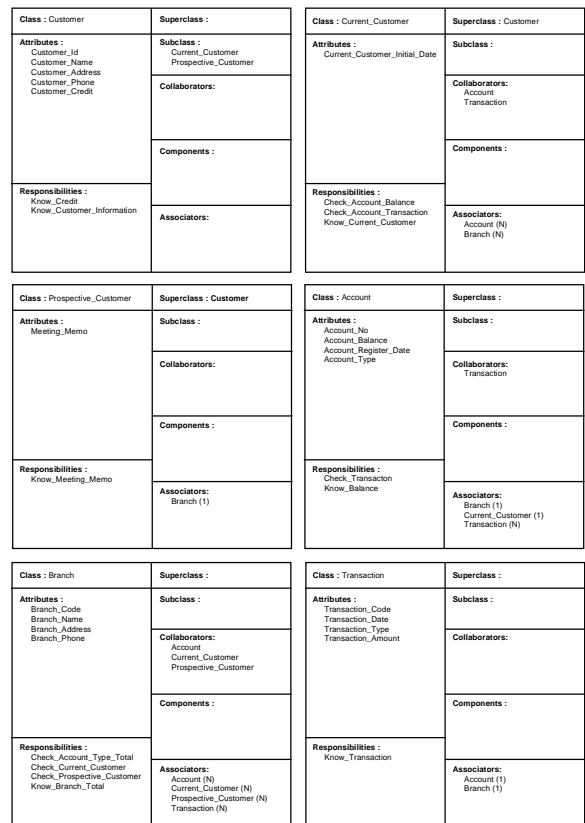 Class : Customer
Superclass :
Attributes :
Customer_Id
Customer_Name
Customer_Address
Customer_Phone
Customer_Credit
Subclass :
Current_Customer
Prospective_Customer
Collaborators:
Components :
Responsibilities :
Know_Credit
Know_Customer_Information
Associators:
Class : Current_Customer
Superclass : Customer
Attributes :
Current_Customer_Initial_Date
Subclass :
Collaborators:
Account
Transaction
Components :
Responsibilities :
Check_Account_Balance
Check_Account_Transaction
Know_Current_Customer
Associators:
Account (N)
Branch (N)
Class : Prospective_Customer
Superclass : Customer
Attributes :
Meeting_Memo
Subclass :
Collaborators:
Components :
Responsibilities :
Know_Meeting_Memo
Associators:
Branch (1)
Class : Account
Superclass :
Attributes :
Account_No
Account_Balance
Account_Register_Date
Account_Type
Subclass :
Collaborators:
Transaction
Components :
Responsibilities :
Check_Transacton
Know_Balance
Associators:
Branch (1)
Current_Customer (1)
Transaction (N)
Class : Branch
Superclass :
Attributes :
Branch_Code
Branch_Name
Branch_Address
Branch_Phone
Subclass :
Collaborators:
Account
Current_Customer
Prospective_Customer
Components :
Responsibilities :
Check_Account_Type_Total
Check_Current_Customer
Check_Prospective_Customer
Know_Branch_Total
Associators:
Account (N)
Current_Customer (N)
Prospective_Customer (N)
Transaction (N)
Class : Transaction
Superclass :
Attributes :
Transaction_Code
Transaction_Date
Transaction_Type
Transaction_Amount
Subclass :
Collaborators:
Components :
Responsibilities :
Know_Transaction
Associators:
Account (1)
Branch (1)